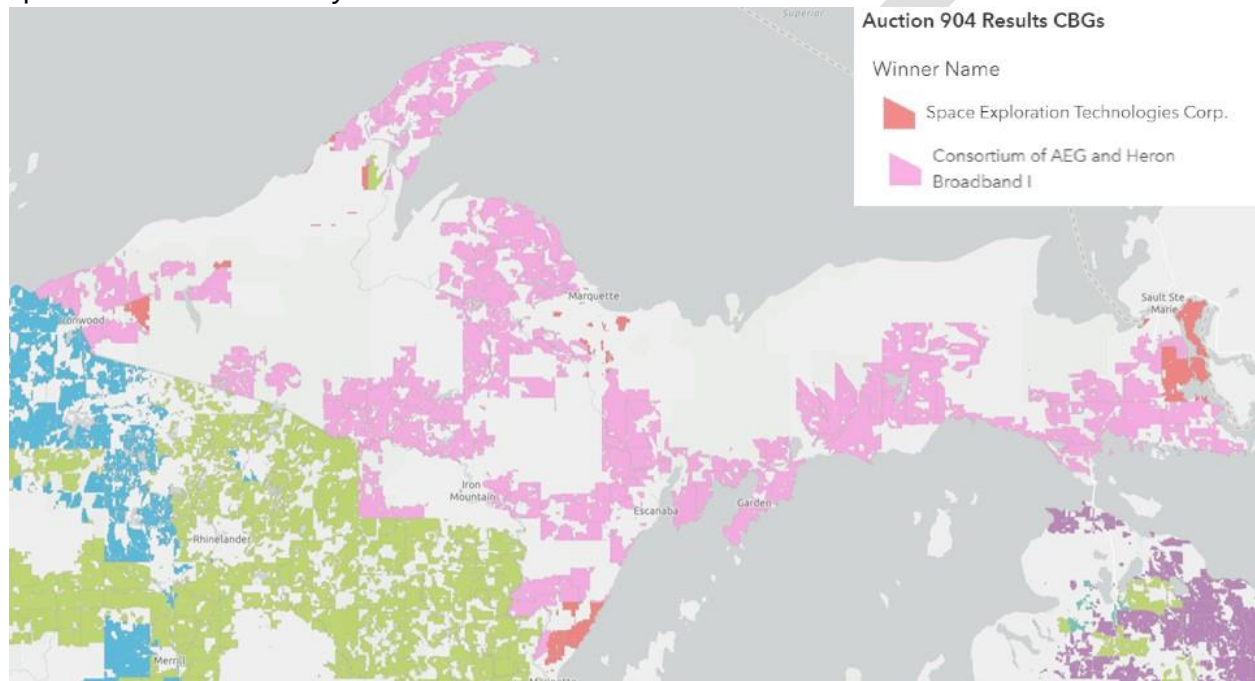 Superior
Auction 904 Results CBGs
Winner Name
Space Exploration Technologies Corp.
Consortium of AEG and Heron
Broadband I
Marquette
Sault Ste
Marie
Ironwood
Iron
Mountain
Escanaba
Garden
Rhinelander
Merrill